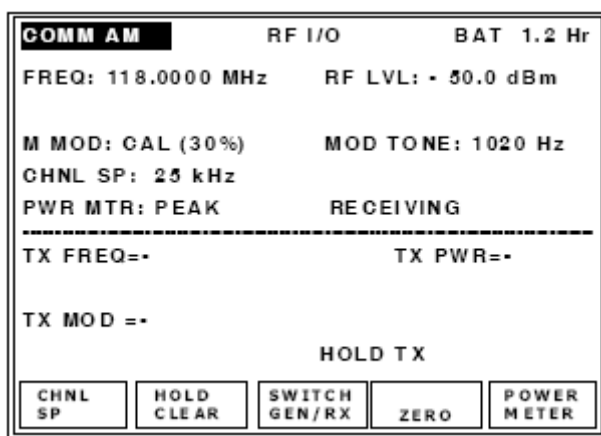 COMM AM RF I/O BAT 1.2 Hr
FREQ: 118.0000 MHz RF LVL: - 50.0 dBm
M MOD: CAL (30%) MOD TONE: 1020 Hz
CHNL SP: 25 kHz
PWR MTR: PEAK RECEIVING
TX FREQ=- TX PWR=-
TX MOD =-
HOLD TX
CHNL SP
HOLD CLEAR
SWITCH GEN/RX
ZERO
POWER METER